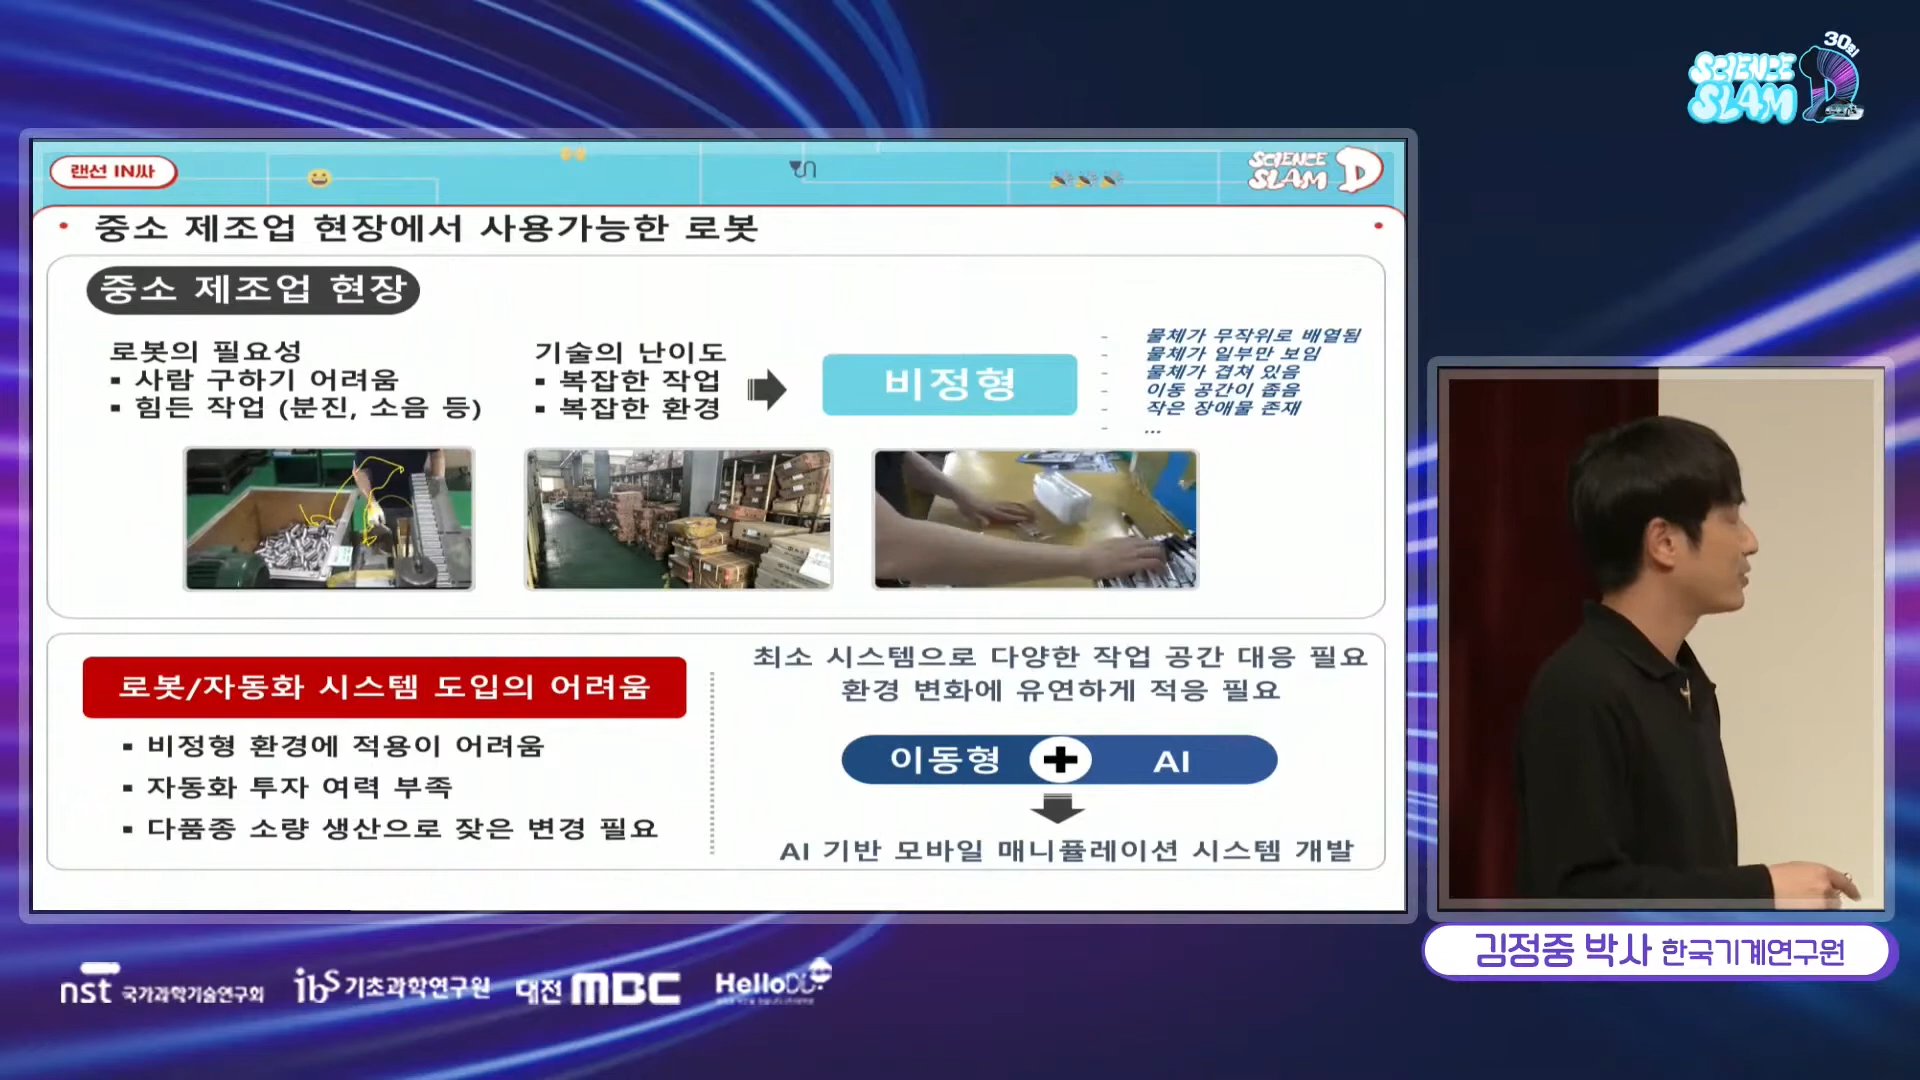 30회
SCIENCE SLAM D
랜선 IN싸
SCIENCE SLAM D
중소 제조업 현장에서 사용가능한 로봇
중소 제조업 현장
로봇의 필요성
▪ 사람 구하기 어려움
▪ 힘든 작업 (분진, 소음 등)
기술의 난이도
▪ 복잡한 작업
▪ 복잡한 환경
비정형
- 물체가 무작위로 배열됨
- 물체가 일부만 보임
- 물체가 겹쳐 있음
- 이동 공간이 좁음
- 작은 장애물 존재
- ...
로봇/자동화 시스템 도입의 어려움
▪ 비정형 환경에 적용이 어려움
▪ 자동화 투자 여력 부족
▪ 다품종 소량 생산으로 잦은 변경 필요
최소 시스템으로 다양한 작업 공간 대응 필요
환경 변화에 유연하게 적응 필요
이동형 + AI
AI 기반 모바일 매니퓰레이션 시스템 개발
김정중 박사 한국기계연구원
nst 국가과학기술연구회
ibS 기초과학연구원
대전 MBC
HelloDD